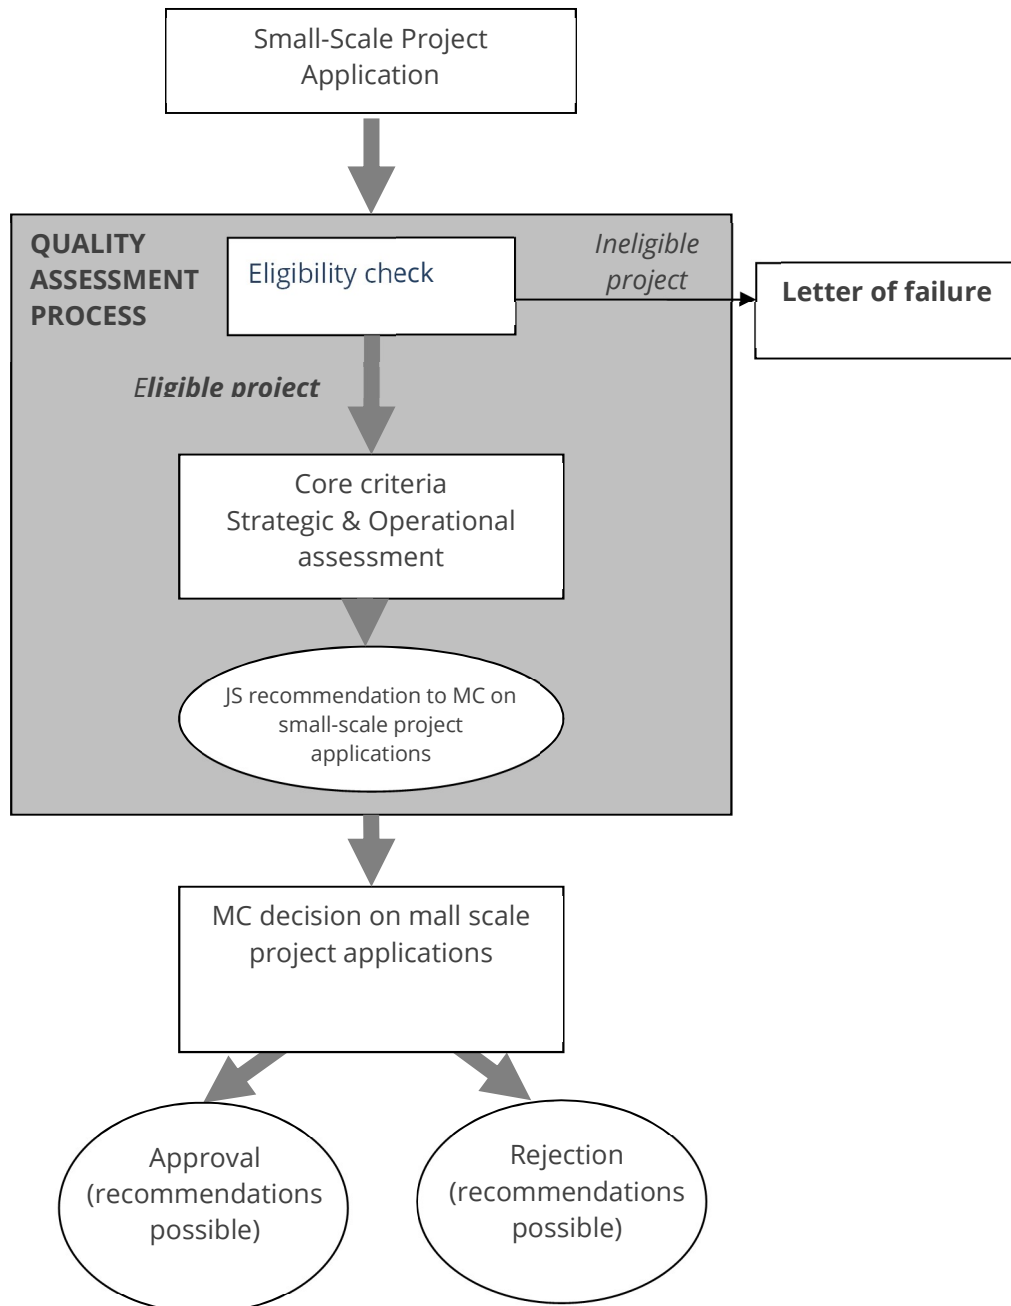 Small-Scale Project
Application
QUALITY
ASSESSMENT
PROCESS
Eligibility check
Ineligible
project
Letter of failure
Eligible project
Core criteria
Strategic & Operational
assessment
JS recommendation to MC on
small-scale project
applications
MC decision on mall scale
project applications
Approval
(recommendations
possible)
Rejection
(recommendations
possible)